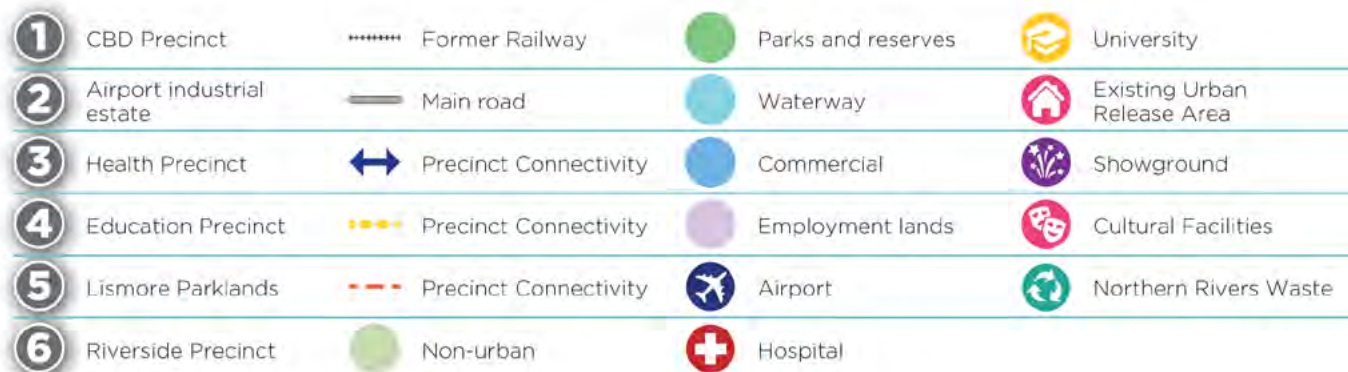 1 CBD Precinct Former Railway Parks and reserves University
2 Airport industrial estate Main road Waterway Existing Urban Release Area
3 Health Precinct Precinct Connectivity Commercial Showground
4 Education Precinct Precinct Connectivity Employment lands Cultural Facilities
5 Lismore Parklands Precinct Connectivity Airport Northern Rivers Waste
6 Riverside Precinct Non-urban Hospital